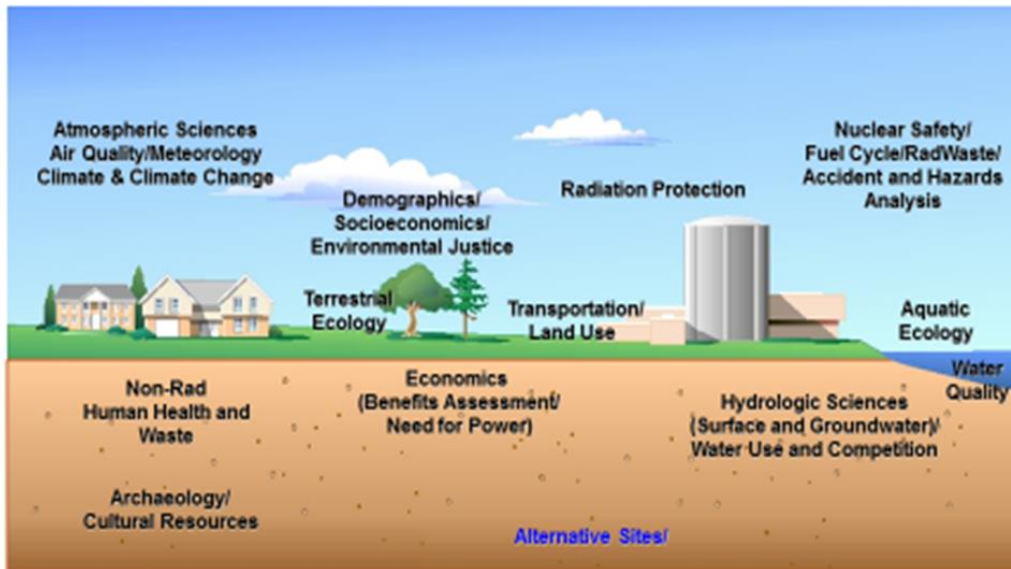 Atmospheric Sciences
Air Quality/Meteorology
Climate & Climate Change
Demographics/
Socioeconomics/
Environmental Justice
Radiation Protection
Nuclear Safety/
Fuel Cycle/RadWaste/
Accident and Hazards
Analysis
Terrestrial
Ecology
Transportation/
Land Use
Aquatic
Ecology
Water
Quality
Non-Rad
Human Health and
Waste
Economics
(Benefits Assessment/
Need for Power)
Hydrologic Sciences
(Surface and Groundwater)/
Water Use and Competition
Archaeology/
Cultural Resources
Alternative Sites/